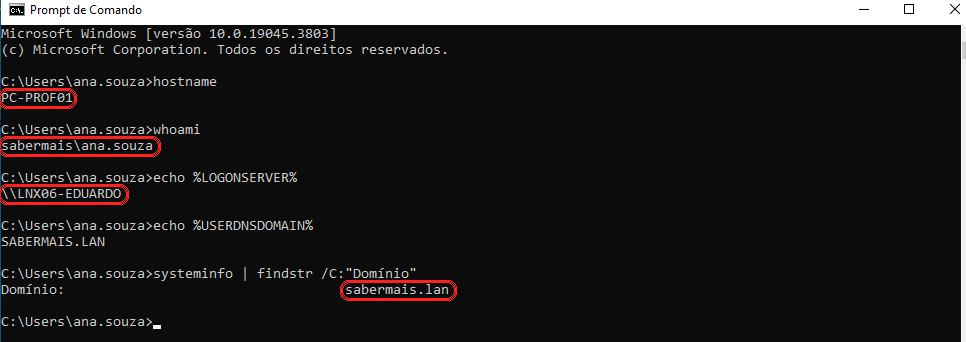 Prompt de Comando
Microsoft Windows [versão 10.0.19045.3803]
(c) Microsoft Corporation. Todos os direitos reservados.
C:\Users\ana.souza>hostname
PC-PROF01
C:\Users\ana.souza>whoami
sabermais\ana.souza
C:\Users\ana.souza>echo %LOGONSERVER%
\\LNX06-EDUARDO
C:\Users\ana.souza>echo %USERDNSDOMAIN%
SABERMAIS.LAN
C:\Users\ana.souza>systeminfo | findstr /C:"Domínio"
Domínio: sabermais.lan
C:\Users\ana.souza>